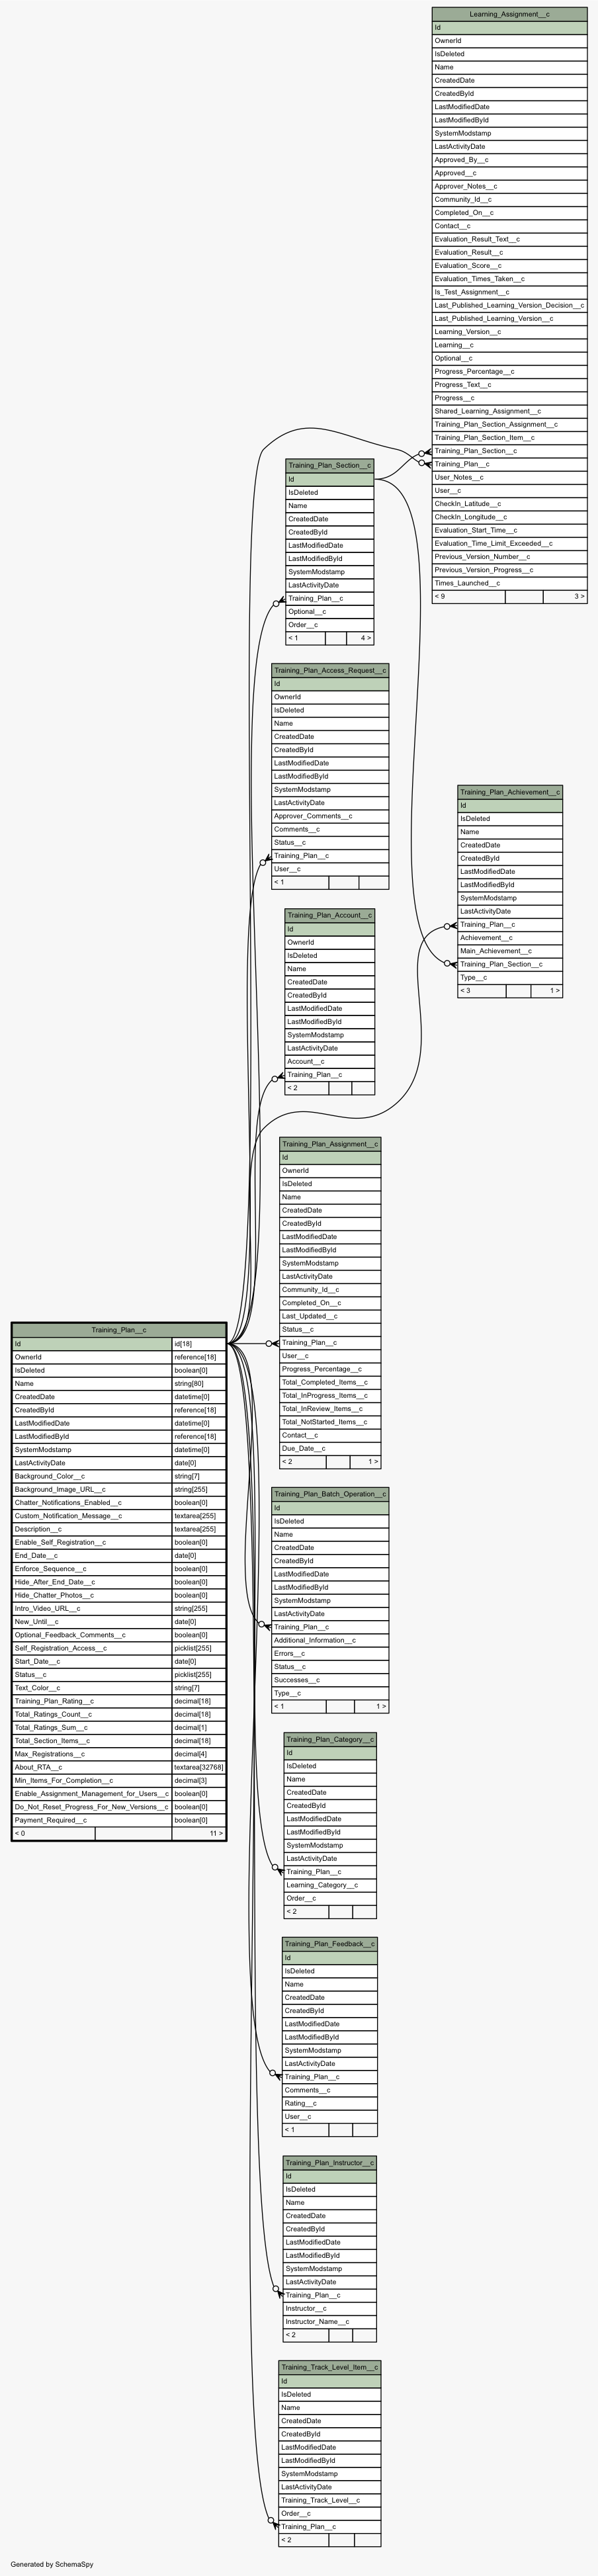 Learning_Assignment__c
Id
OwnerId
IsDeleted
Name
CreatedDate
CreatedById
LastModifiedDate
LastModifiedById
SystemModstamp
LastActivityDate
Approved_By__c
Approved__c
Approver_Notes__c
Community_Id__c
Completed_On__c
Contact__c
Evaluation_Result_Text__c
Evaluation_Result__c
Evaluation_Score__c
Evaluation_Times_Taken__c
Is_Test_Assignment__c
Last_Published_Learning_Version_Decision__c
Last_Published_Learning_Version__c
Learning_Version__c
Learning__c
Optional__c
Progress_Percentage__c
Progress_Text__c
Progress__c
Shared_Learning_Assignment__c
Training_Plan_Section_Assignment__c
Training_Plan_Section_Item__c
Training_Plan_Section__c
Training_Plan__c
User_Notes__c
User__c
CheckIn_Latitude__c
CheckIn_Longitude__c
Evaluation_Start_Time__c
Evaluation_Time_Limit_Exceeded__c
Previous_Version_Number__c
Previous_Version_Progress__c
Times_Launched__c
< 9 3 >
Training_Plan_Section__c
Id
IsDeleted
Name
CreatedDate
CreatedById
LastModifiedDate
LastModifiedById
SystemModstamp
LastActivityDate
Training_Plan__c
Optional__c
Order__c
< 1 4 >
Training_Plan_Access_Request__c
Id
OwnerId
IsDeleted
Name
CreatedDate
CreatedById
LastModifiedDate
LastModifiedById
SystemModstamp
LastActivityDate
Approver_Comments__c
Comments__c
Status__c
Training_Plan__c
User__c
< 1
Training_Plan_Achievement__c
Id
IsDeleted
Name
CreatedDate
CreatedById
LastModifiedDate
LastModifiedById
SystemModstamp
LastActivityDate
Training_Plan__c
Achievement__c
Main_Achievement__c
Training_Plan_Section__c
Type__c
< 3 1 >
Training_Plan_Account__c
Id
OwnerId
IsDeleted
Name
CreatedDate
CreatedById
LastModifiedDate
LastModifiedById
SystemModstamp
LastActivityDate
Account__c
Training_Plan__c
< 2
Training_Plan_Assignment__c
Id
OwnerId
IsDeleted
Name
CreatedDate
CreatedById
LastModifiedDate
LastModifiedById
SystemModstamp
LastActivityDate
Community_Id__c
Completed_On__c
Last_Updated__c
Status__c
Training_Plan__c
User__c
Progress_Percentage__c
Total_Completed_Items__c
Total_InProgress_Items__c
Total_InReview_Items__c
Total_NotStarted_Items__c
Contact__c
Due_Date__c
< 2 1 >
Training_Plan__c
Id id[18]
OwnerId reference[18]
IsDeleted boolean[0]
Name string[80]
CreatedDate datetime[0]
CreatedById reference[18]
LastModifiedDate datetime[0]
LastModifiedById reference[18]
SystemModstamp datetime[0]
LastActivityDate date[0]
Background_Color__c string[7]
Background_Image_URL__c string[255]
Chatter_Notifications_Enabled__c boolean[0]
Custom_Notification_Message__c textarea[255]
Description__c textarea[255]
Enable_Self_Registration__c boolean[0]
End_Date__c date[0]
Enforce_Sequence__c boolean[0]
Hide_After_End_Date__c boolean[0]
Hide_Chatter_Photos__c boolean[0]
Intro_Video_URL__c string[255]
New_Until__c date[0]
Optional_Feedback_Comments__c boolean[0]
Self_Registration_Access__c picklist[255]
Start_Date__c date[0]
Status__c picklist[255]
Text_Color__c string[7]
Training_Plan_Rating__c decimal[18]
Total_Ratings_Count__c decimal[18]
Total_Ratings_Sum__c decimal[1]
Total_Section_Items__c decimal[18]
Max_Registrations__c decimal[4]
About_RTA__c textarea[32768]
Min_Items_For_Completion__c decimal[3]
Enable_Assignment_Management_for_Users__c boolean[0]
Do_Not_Reset_Progress_For_New_Versions__c boolean[0]
Payment_Required__c boolean[0]
< 0 11 >
Training_Plan_Batch_Operation__c
Id
IsDeleted
Name
CreatedDate
CreatedById
LastModifiedDate
LastModifiedById
SystemModstamp
LastActivityDate
Training_Plan__c
Additional_Information__c
Errors__c
Status__c
Successes__c
Type__c
< 1 1 >
Training_Plan_Category__c
Id
IsDeleted
Name
CreatedDate
CreatedById
LastModifiedDate
LastModifiedById
SystemModstamp
LastActivityDate
Training_Plan__c
Learning_Category__c
Order__c
< 2
Training_Plan_Feedback__c
Id
IsDeleted
Name
CreatedDate
CreatedById
LastModifiedDate
LastModifiedById
SystemModstamp
LastActivityDate
Training_Plan__c
Comments__c
Rating__c
User__c
< 1
Training_Plan_Instructor__c
Id
IsDeleted
Name
CreatedDate
CreatedById
LastModifiedDate
LastModifiedById
SystemModstamp
LastActivityDate
Training_Plan__c
Instructor__c
Instructor_Name__c
< 2
Training_Track_Level_Item__c
Id
IsDeleted
Name
CreatedDate
CreatedById
LastModifiedDate
LastModifiedById
SystemModstamp
LastActivityDate
Training_Track_Level__c
Order__c
Training_Plan__c
< 2
Generated by SchemaSpy